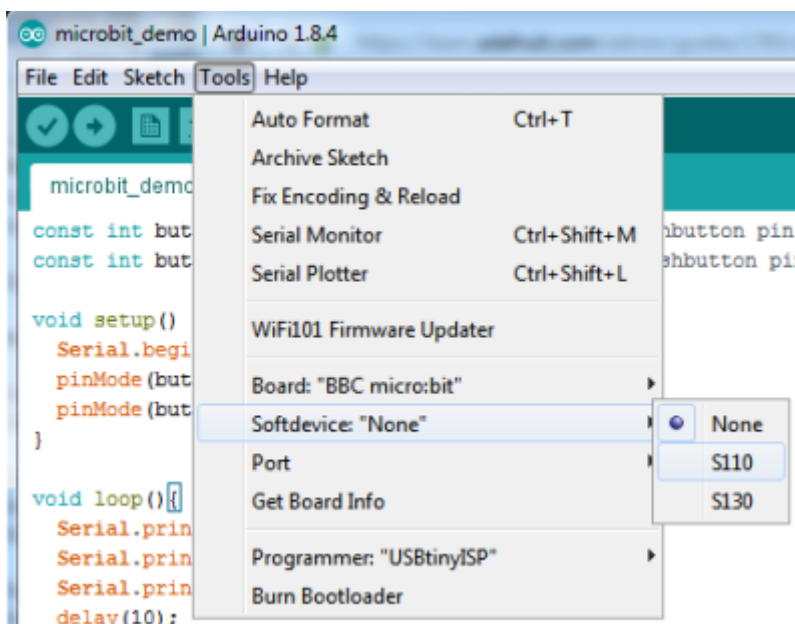 microbit_demo | Arduino 1.8.4
File Edit Sketch Tools Help
microbit_demo
Auto Format Ctrl+T
Archive Sketch
Fix Encoding & Reload
Serial Monitor Ctrl+Shift+M
Serial Plotter Ctrl+Shift+L
WiFi101 Firmware Updater
Board: "BBC micro:bit"
Softdevice: "None"
Port
Get Board Info
Programmer: "USBtinyISP"
Burn Bootloader
None
S110
S130
const int but hbutton pin
const int but shbutton pi
void setup()
Serial.begi
pinMode(but
pinMode(but
}
void loop(){
Serial.prin
Serial.prin
Serial.prin
delay(10);